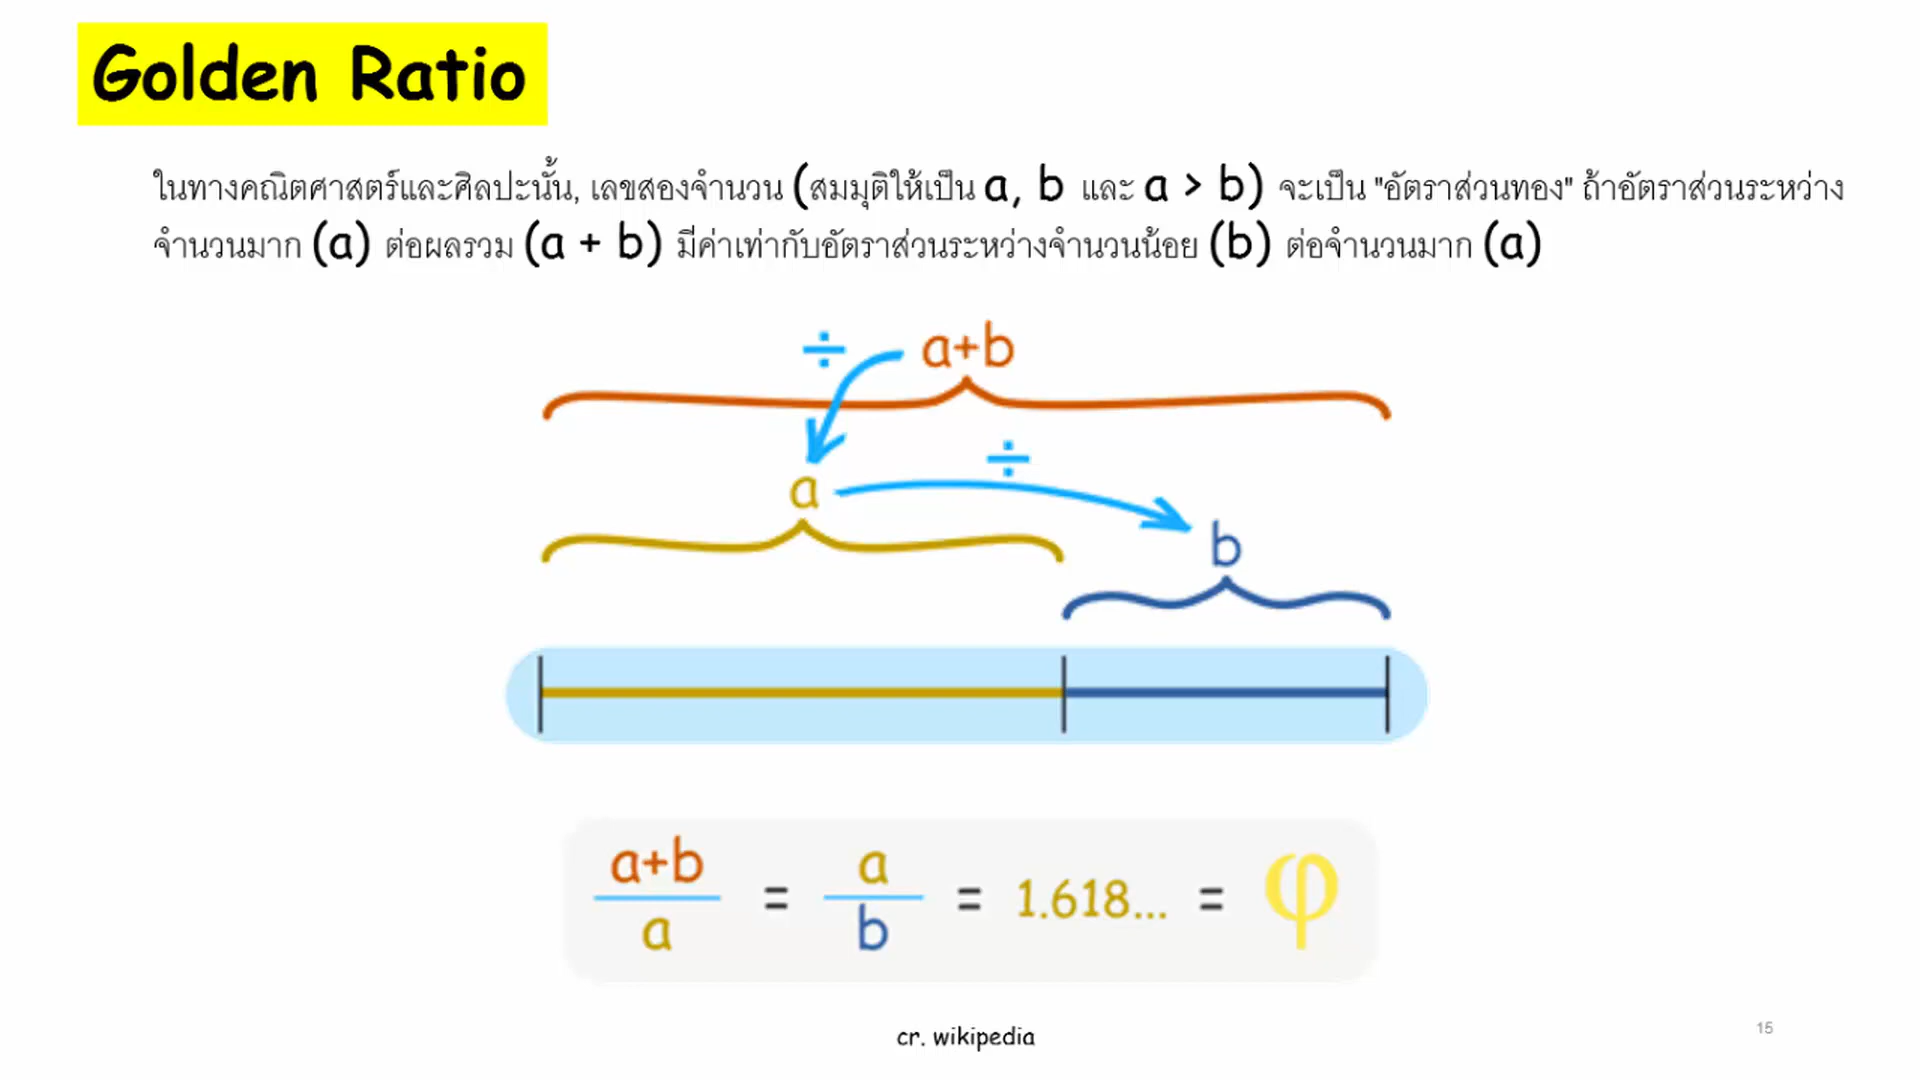 Golden Ratio
ในทางคณิตศาสตร์และศิลปะนั้น, เลขสองจำนวน (สมมุติให้เป็น a, b และ a > b) จะเป็น "อัตราส่วนทอง" ถ้าอัตราส่วนระหว่าง
จำนวนมาก (a) ต่อผลรวม (a + b) มีค่าเท่ากับอัตราส่วนระหว่างจำนวนน้อย (b) ต่อจำนวนมาก (a)
÷ a+b
÷
a
b
a+b a
= = 1.618... = φ
a b
cr. wikipedia
15